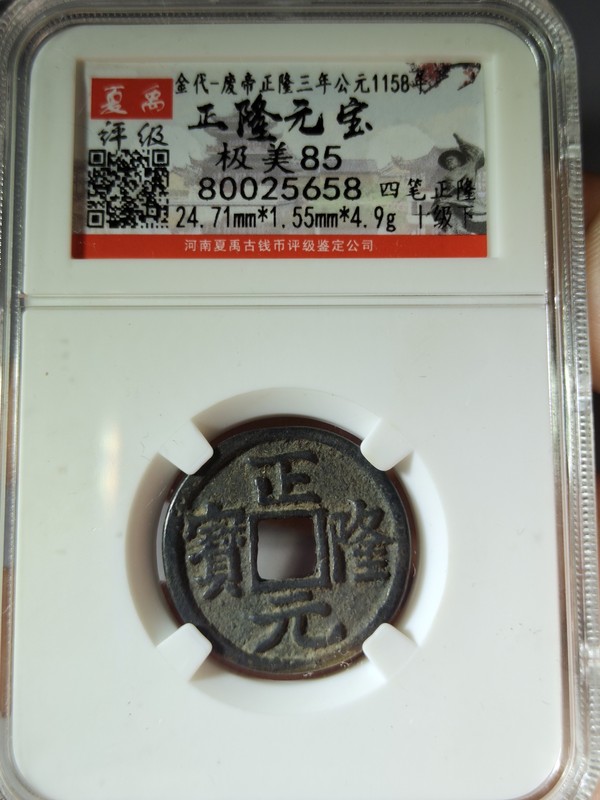 金代-废帝正隆三年公元1158年
夏禹
评级
正隆元宝
极美85
80025658 四笔正隆
24.71mm*1.55mm*4.9g 十级下
河南夏禹古钱币评级鉴定公司
正隆元寶